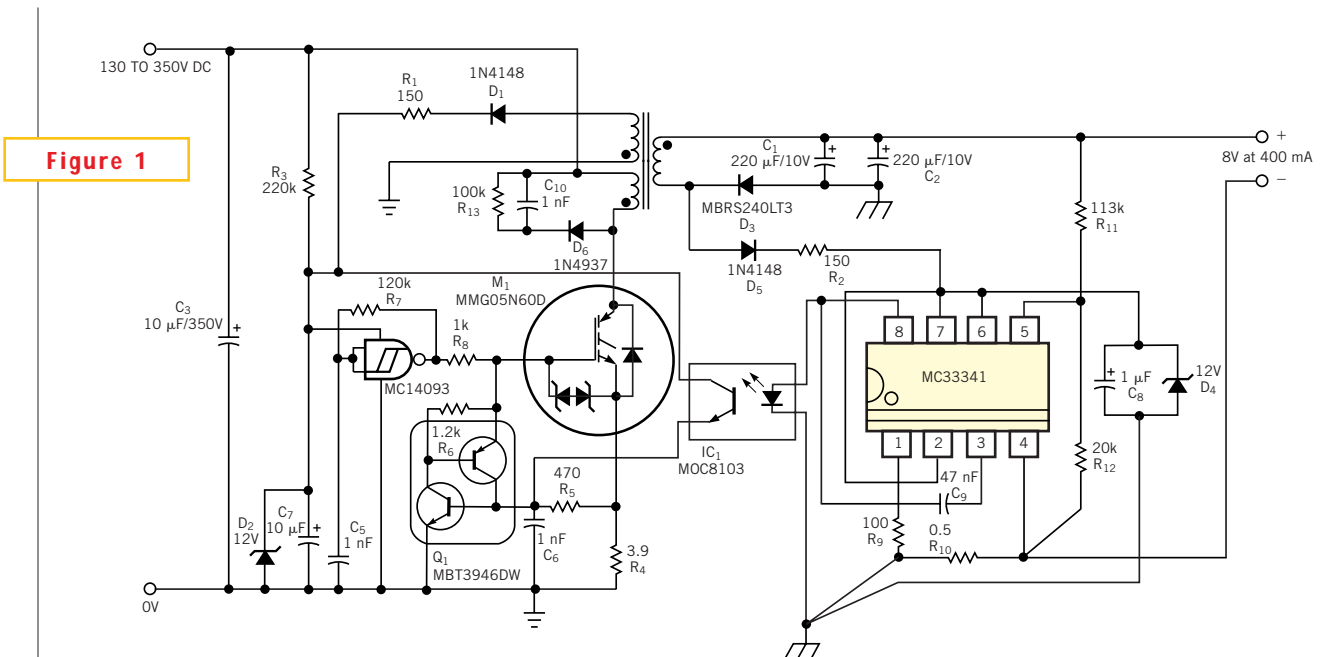 130 TO 350V DC
Figure 1
R3
220k
R1
150
1N4148
D1
100k
R13
C10
1 nF
D6
1N4937
C1
220 μF/10V
220 μF/10V
C2
MBRS240LT3
D3
1N4148
D5
150
R2
+
8V at 400 mA
−
113k
R11
C3
10 μF/350V
+
120k
R7
1k
R8
MC14093
M1
MMG05N60D
1.2k
R6
Q1
MBT3946DW
470
R5
1 nF
C6
3.9
R4
D2
12V
C7
10 μF
+
C5
1 nF
0V
IC1
MOC8103
8
7
6
5
MC33341
1
2
3
4
47 nF
C9
100
R9
0.5
R10
+
1 μF
C8
12V
D4
20k
R12